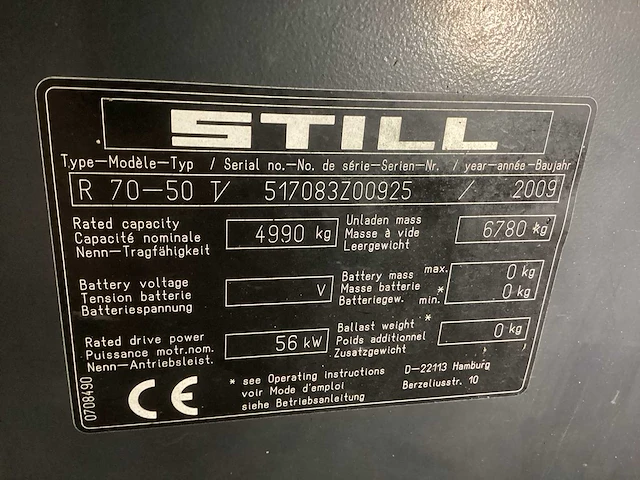 STILL
Type-Modèle-Typ / Serial no.-No. de série-Serien-Nr. / year-année-Baujahr
R 70-50 T/ 517083Z00925 / 2009
Rated capacity
Capacité nominale
Nenn-Tragfähigkeit
4990 kg
Unladen mass
Masse à vide
Leergewicht
6780 kg
Battery voltage
Tension batterie
Batteriespannung
V
Battery mass max.
Masse batterie *
Batteriegew. min.
0 kg
0 kg
Rated drive power
Puissance motr.nom.
Nenn-Antriebsleist.
56 kW
Ballast weight *
Poids additionnel
Zusatzgewicht
0 kg
0708490
CE
* see Operating instructions
voir Mode d'emploi
siehe Betriebsanleitung
D-22113 Hamburg
Berzeliusstr. 10